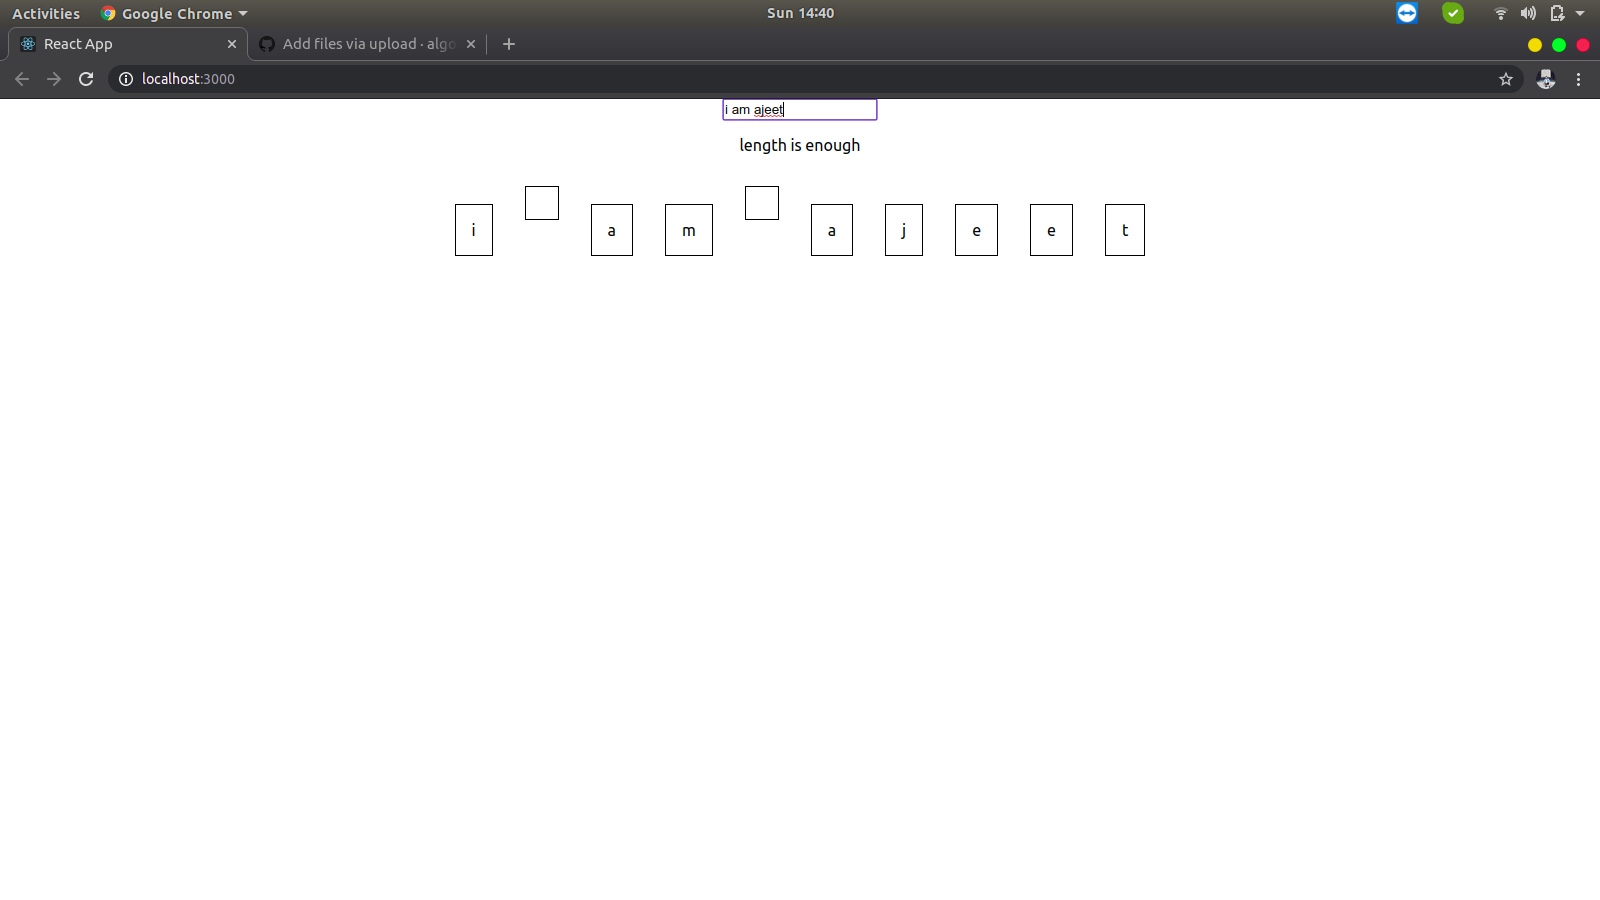 Activities Google Chrome Sun 14:40
React App Add files via upload · algo
localhost:3000
i am ajeet
length is enough
i a m a j e e t